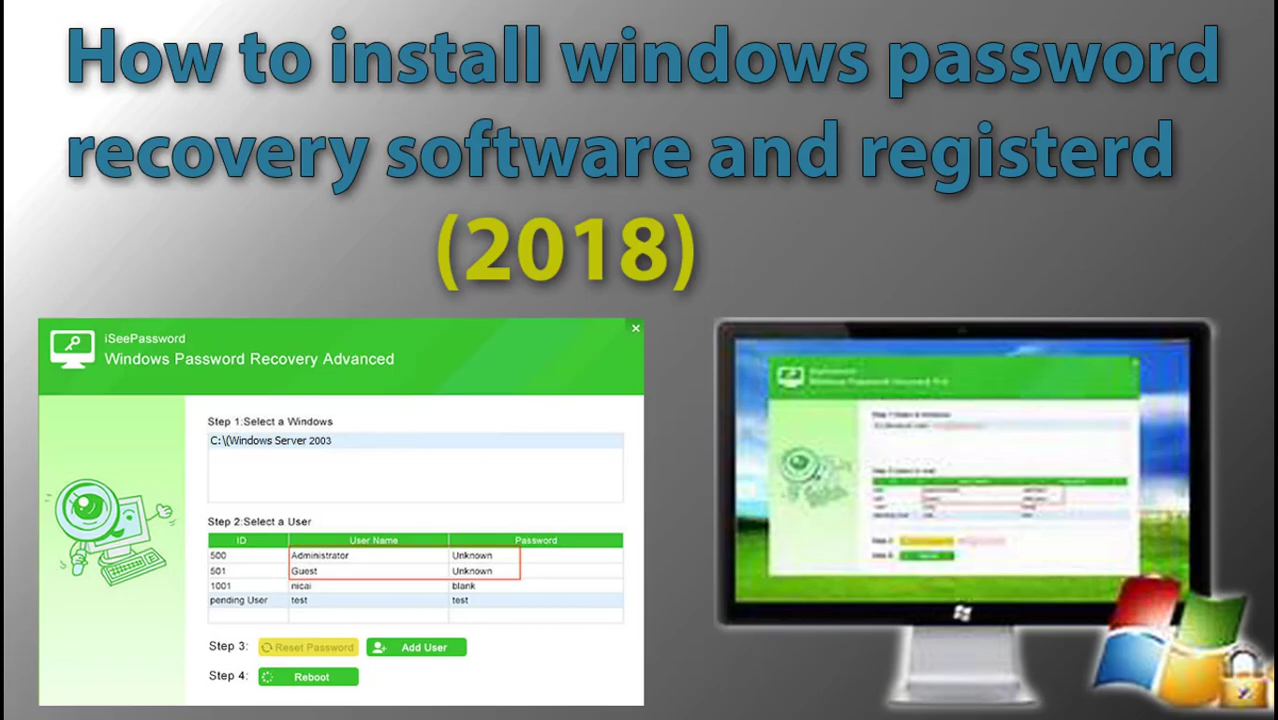 How to install windows password
recovery software and registerd
(2018)
iSeePassword
Windows Password Recovery Advanced
Step 1:Select a Windows
C:\(Windows Server 2003
Step 2:Select a User
ID User Name Password
500 Administrator Unknown
501 Guest Unknown
1001 nicai blank
pending User test test
Step 3: Reset Password Add User
Step 4: Reboot